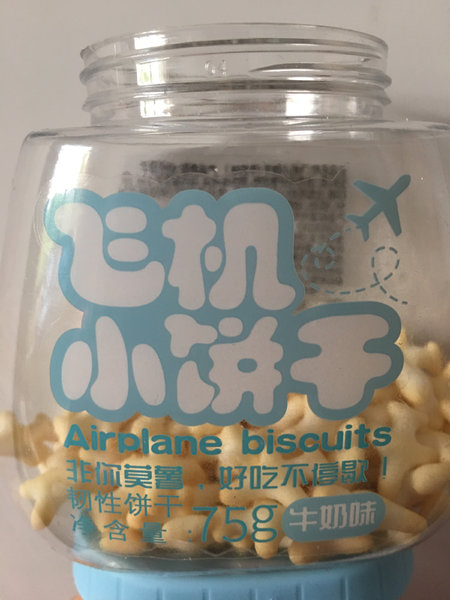 飞机
小饼干
Airplane biscuits
非你莫薯，好吃不停歇！
韧性饼干
净含量 75g 牛奶味